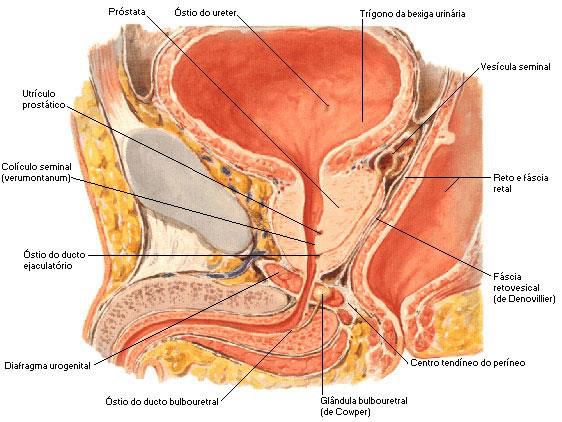 Próstata
Óstio do ureter
Trígono da bexiga urinária
Vesícula seminal
Utrículo
prostático
Colículo seminal
(verumontanum)
Reto e fáscia
retal
Óstio do ducto
ejaculatório
Fáscia
retovesical
(de Denovillier)
Diafragma urogenital
Centro tendíneo do períneo
Óstio do ducto bulbouretral
Glândula bulbouretral
(de Cowper)